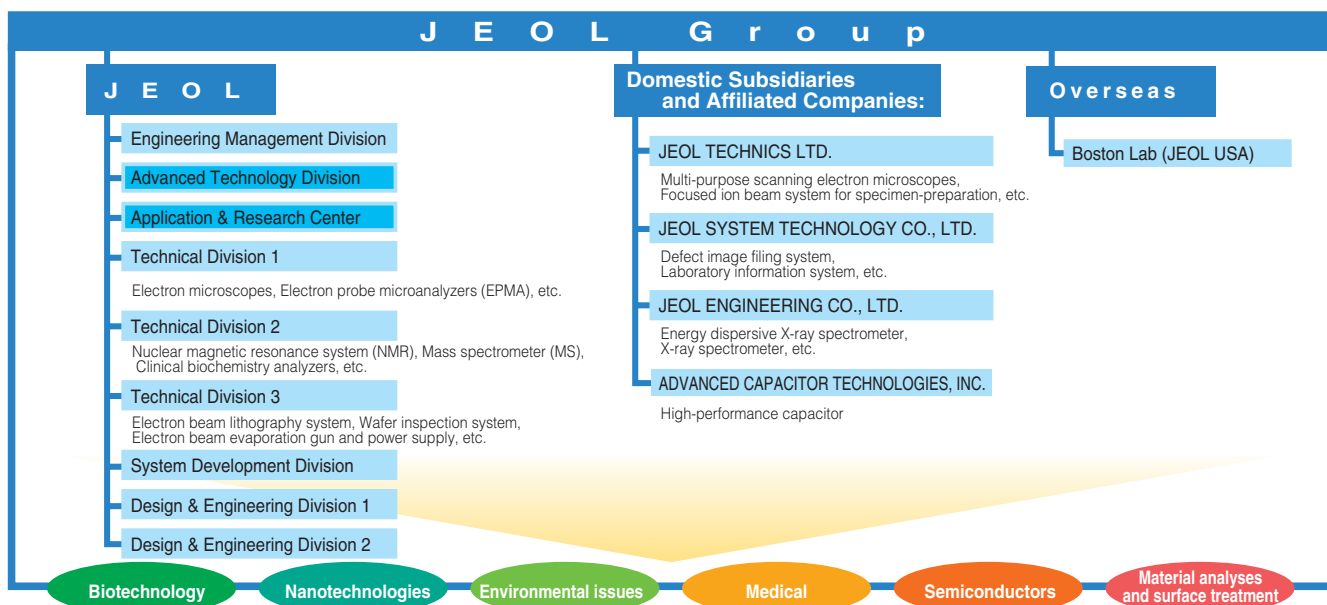 JEOL Group
JEOL
Engineering Management Division
Advanced Technology Division
Application & Research Center
Technical Division 1
Electron microscopes, Electron probe microanalyzers (EPMA), etc.
Technical Division 2
Nuclear magnetic resonance system (NMR), Mass spectrometer (MS),
Clinical biochemistry analyzers, etc.
Technical Division 3
Electron beam lithography system, Wafer inspection system,
Electron beam evaporation gun and power supply, etc.
System Development Division
Design & Engineering Division 1
Design & Engineering Division 2
Domestic Subsidiaries
and Affiliated Companies:
JEOL TECHNICS LTD.
Multi-purpose scanning electron microscopes,
Focused ion beam system for specimen-preparation, etc.
JEOL SYSTEM TECHNOLOGY CO., LTD.
Defect image filing system,
Laboratory information system, etc.
JEOL ENGINEERING CO., LTD.
Energy dispersive X-ray spectrometer,
X-ray spectrometer, etc.
ADVANCED CAPACITOR TECHNOLOGIES, INC.
High-performance capacitor
Overseas
Boston Lab (JEOL USA)
Biotechnology
Nanotechnologies
Environmental issues
Medical
Semiconductors
Material analyses
and surface treatment